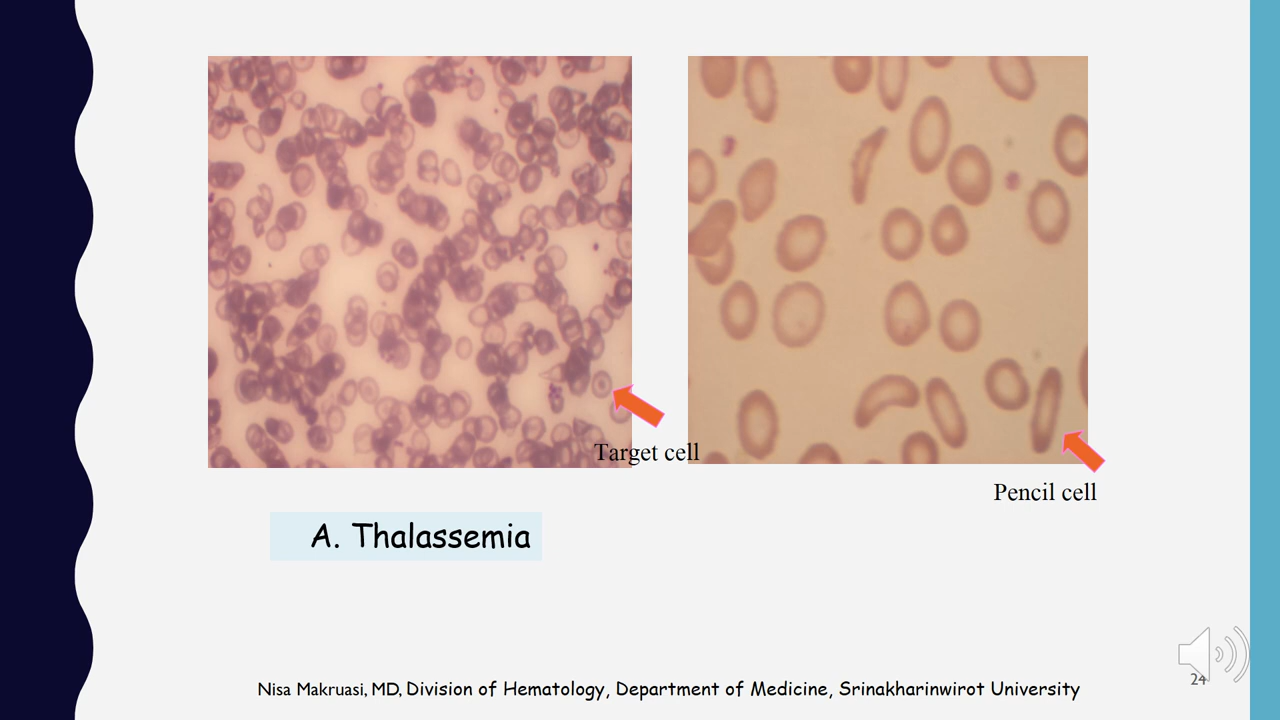 Target cell
Pencil cell
A. Thalassemia
Nisa Makruasi, MD, Division of Hematology, Department of Medicine, Srinakharinwirot University
24